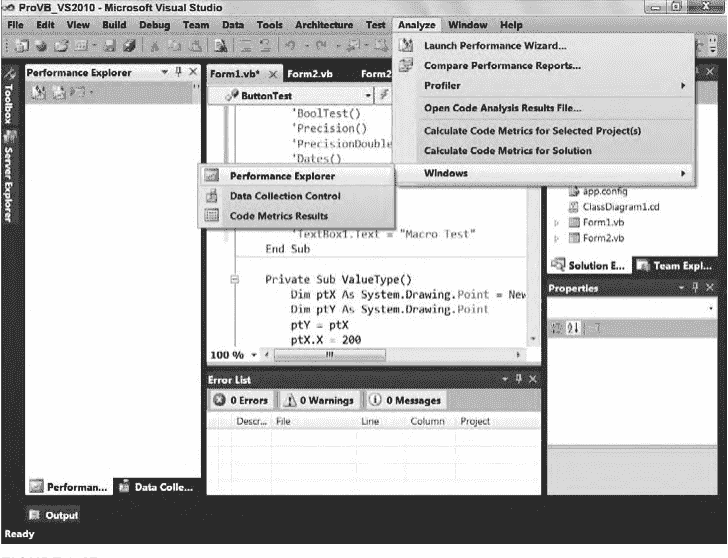 ProVB_VS2010 - Microsoft Visual Studio
File Edit View Build Debug Team Data Tools Architecture Test Analyze Window Help
Toolbox
Server Explorer
Performance Explorer
Form1.vb* Form2.vb Form2
ButtonTest
'BoolTest()
'Precision()
'PrecisionDouble
'Dates()
Launch Performance Wizard...
Compare Performance Reports...
Profiler
Open Code Analysis Results File...
Calculate Code Metrics for Selected Project(s)
Calculate Code Metrics for Solution
Windows
Performance Explorer
Data Collection Control
Code Metrics Results
'TextBox1.Text = "Macro Test"
End Sub
Private Sub ValueType()
Dim ptX As System.Drawing.Point = New
Dim ptY As System.Drawing.Point
ptY = ptX
ptX.X = 200
100 %
app.config
ClassDiagram1.cd
Form1.vb
Form2.vb
Solution E... Team Expl...
Properties
Error List
0 Errors 0 Warnings 0 Messages
Descr... File Line Column Project
Performan... Data Colle...
Output
Ready